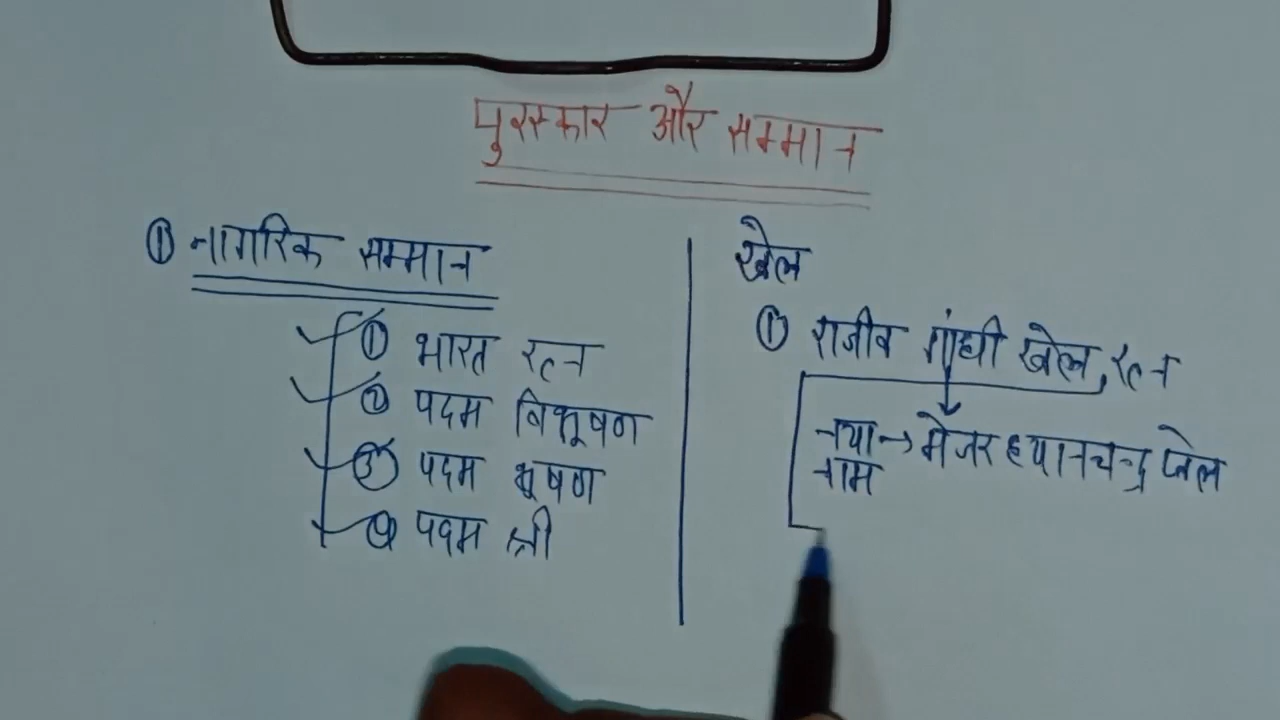 पुरस्कार और सम्मान
① नागरिक सम्मान
① भारत रत्न
② पदम विभूषण
③ पदम भूषण
④ पदम श्री
खेल
① राजीव गांधी खेल रत्न
नया → मेजर ध्यानचन्द्र खेल
नाम